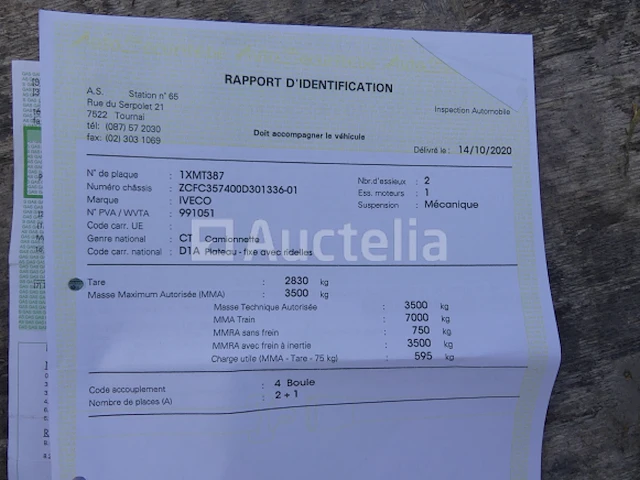 RAPPORT D'IDENTIFICATION
A.S. Station n° 65
Rue du Serpolet 21
7522 Tournai
tél: (087) 57 2030
fax: (02) 303 1069
Inspection Automobile
Doit accompagner le véhicule
Délivré le : 14/10/2020
N° de plaque : 1XMT387
Numéro châssis : ZCFC357400D301336-01
Marque : IVECO
N° PVA / WVTA : 991051
Code carr. UE :
Genre national : CT Camionnette
Code carr. national : D1A Plateau - fixe avec ridelles
Nbr.d'essieux : 2
Ess. moteurs : 1
Suspension : Mécanique
Auctelia
Tare : 2830 kg
Masse Maximum Autorisée (MMA) : 3500 kg
Masse Technique Autorisée : 3500 kg
MMA Train : 7000 kg
MMRA sans frein : 750 kg
MMRA avec frein à inertie : 3500 kg
Charge utile (MMA - Tare - 75 kg) : 595 kg
Code accouplement : 4 Boule
Nombre de places (A) : 2 + 1